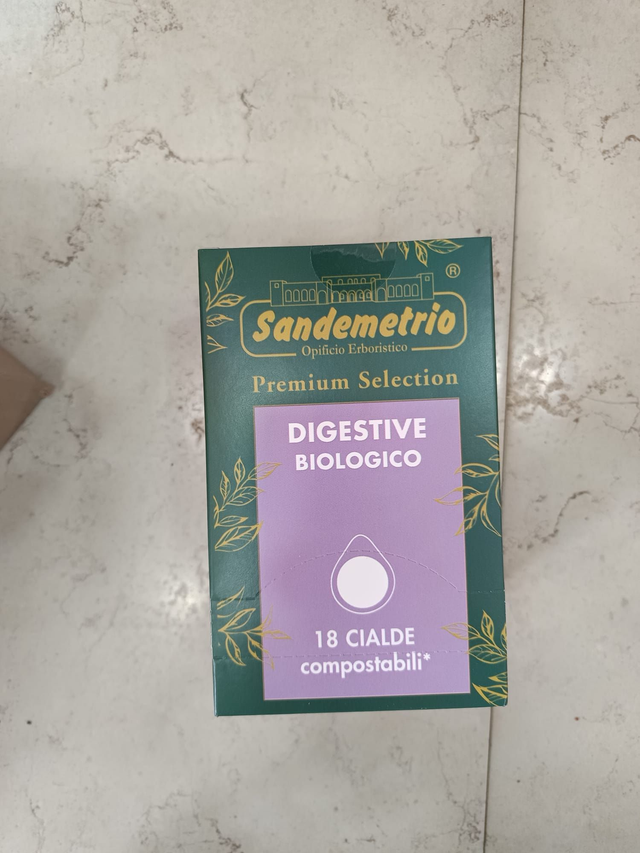 ®
Sandemetrio
Opificio Erboristico
Premium Selection
DIGESTIVE
BIOLOGICO
18 CIALDE
compostabili*